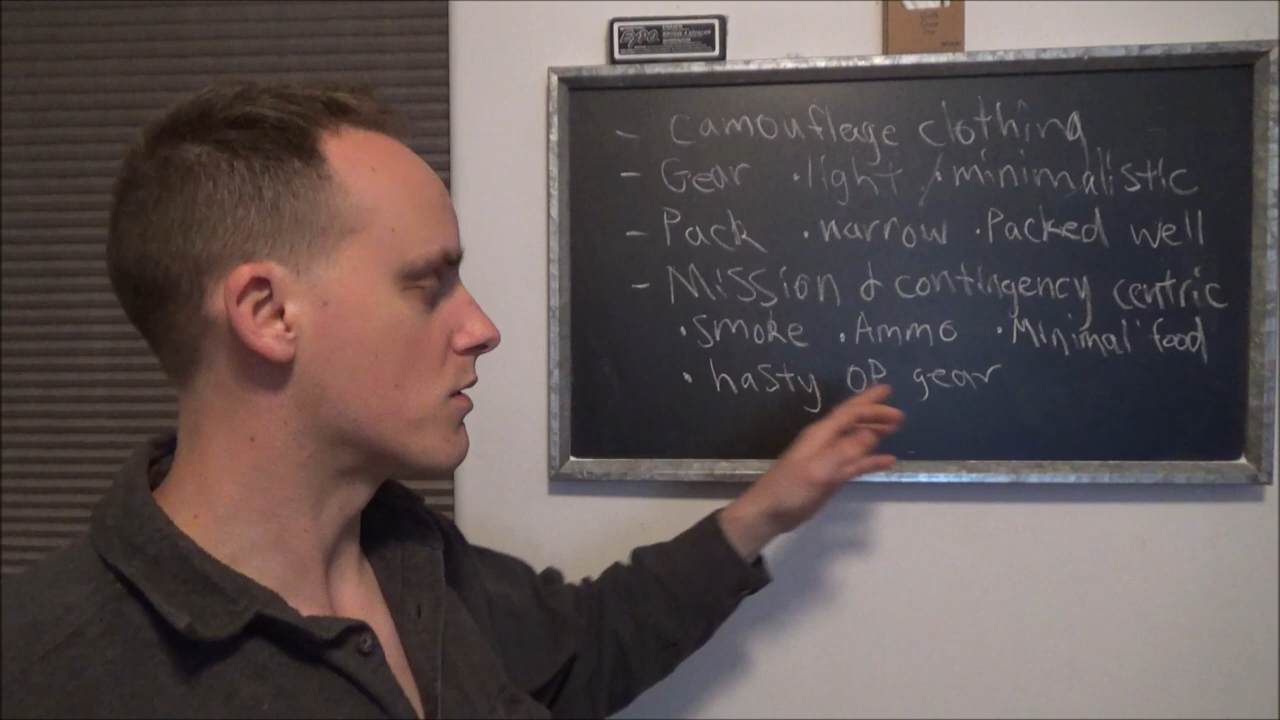 EXPO
- camouflage clothing
- Gear · light / · minimalistic
- Pack · narrow · Packed well
- Mission & contingency centric
· Smoke · Ammo · Minimal food
· hasty OP gear